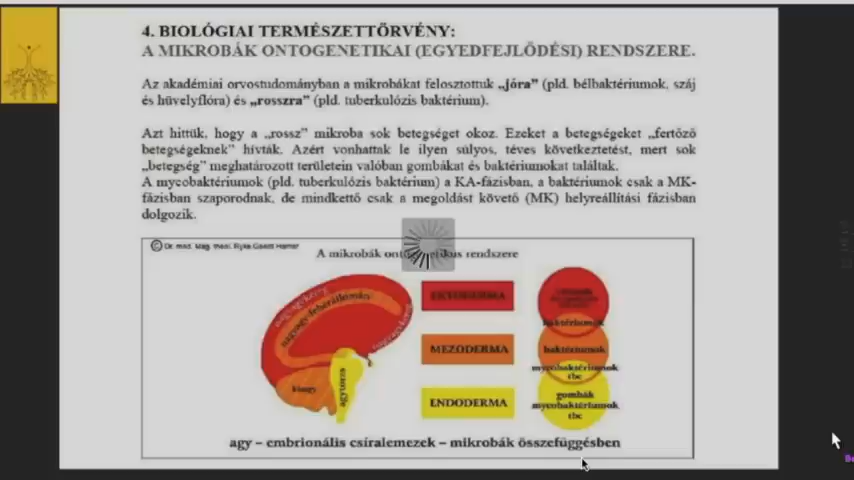 4. BIOLÓGIAI TERMÉSZETTÖRVÉNY:
A MIKROBÁK ONTOGENETIKAI (EGYEDFEJLŐDÉSI) RENDSZERE.
Az akadémiai orvostudományban a mikrobákat felosztottuk „jóra” (pld. bélbaktériumok, száj
és hüvelyflóra) és „rosszra” (pld. tuberkulózis baktérium).
Azt hittük, hogy a „rossz” mikroba sok betegséget okoz. Ezeket a betegségeket „fertőző
betegségeknek” hívták. Azért vonhattak le ilyen súlyos, téves következtetést, mert sok
„betegség” meghatározott területein valóban gombákat és baktériumokat találtak.
A mycobaktériumok (pld. tuberkulózis baktérium) a KA-fázisban, a baktériumok csak a MK-
fázisban szaporodnak, de mindkettő csak a megoldást követő (MK) helyreállítási fázisban
dolgozik.
© Dr. med. Mag. theol. Ryke Geerd Hamer
A mikrobák rendszere
nagyagykéreg
nagyagy-fehérállomány
kisagy
agytörzs
EKTODERMA
MEZODERMA
ENDODERMA
baktériumok
baktériumok
mycobaktériumok
tbc
gombák
mycobaktériumok
tbc
agy – embrionális csíralemezek – mikrobák összefüggésben